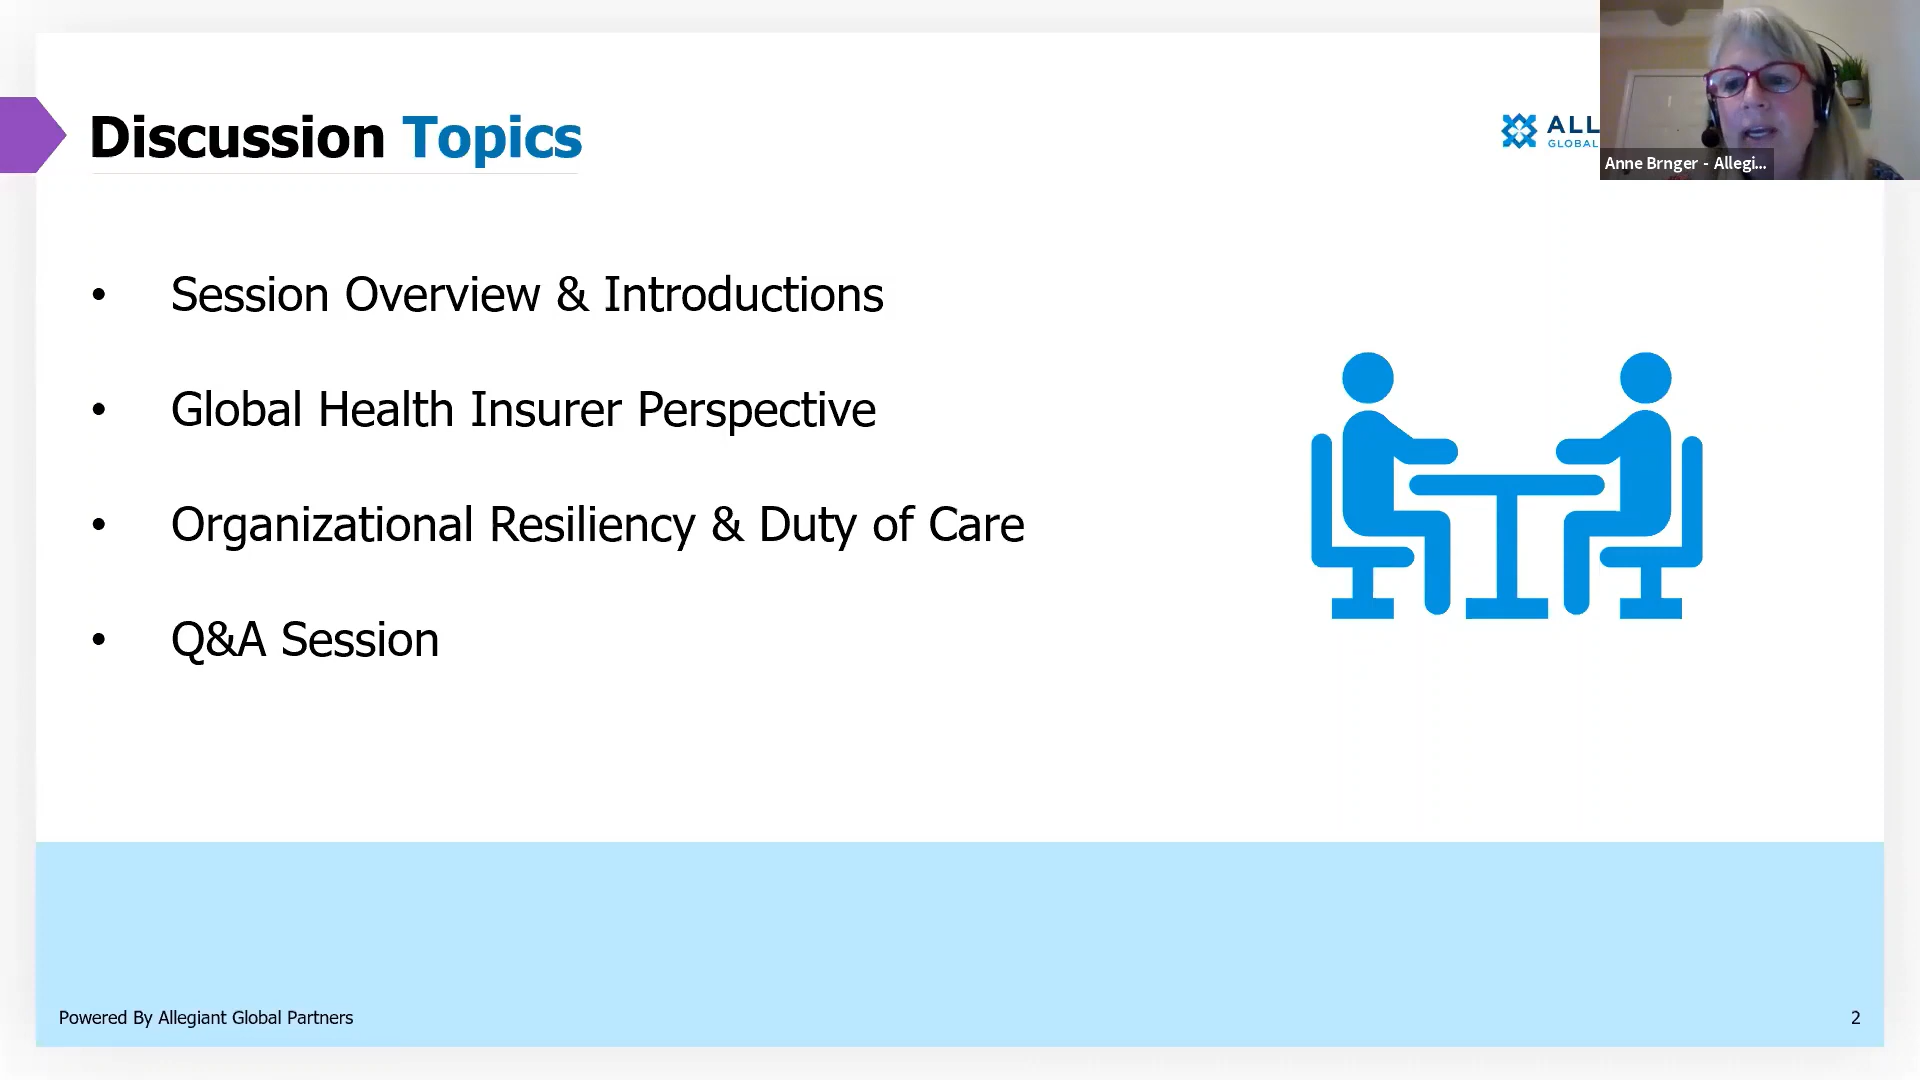 Discussion Topics
ALL
GLOBAL
Anne Brnger - Allegi...
• Session Overview & Introductions
• Global Health Insurer Perspective
• Organizational Resiliency & Duty of Care
• Q&A Session
Powered By Allegiant Global Partners
2